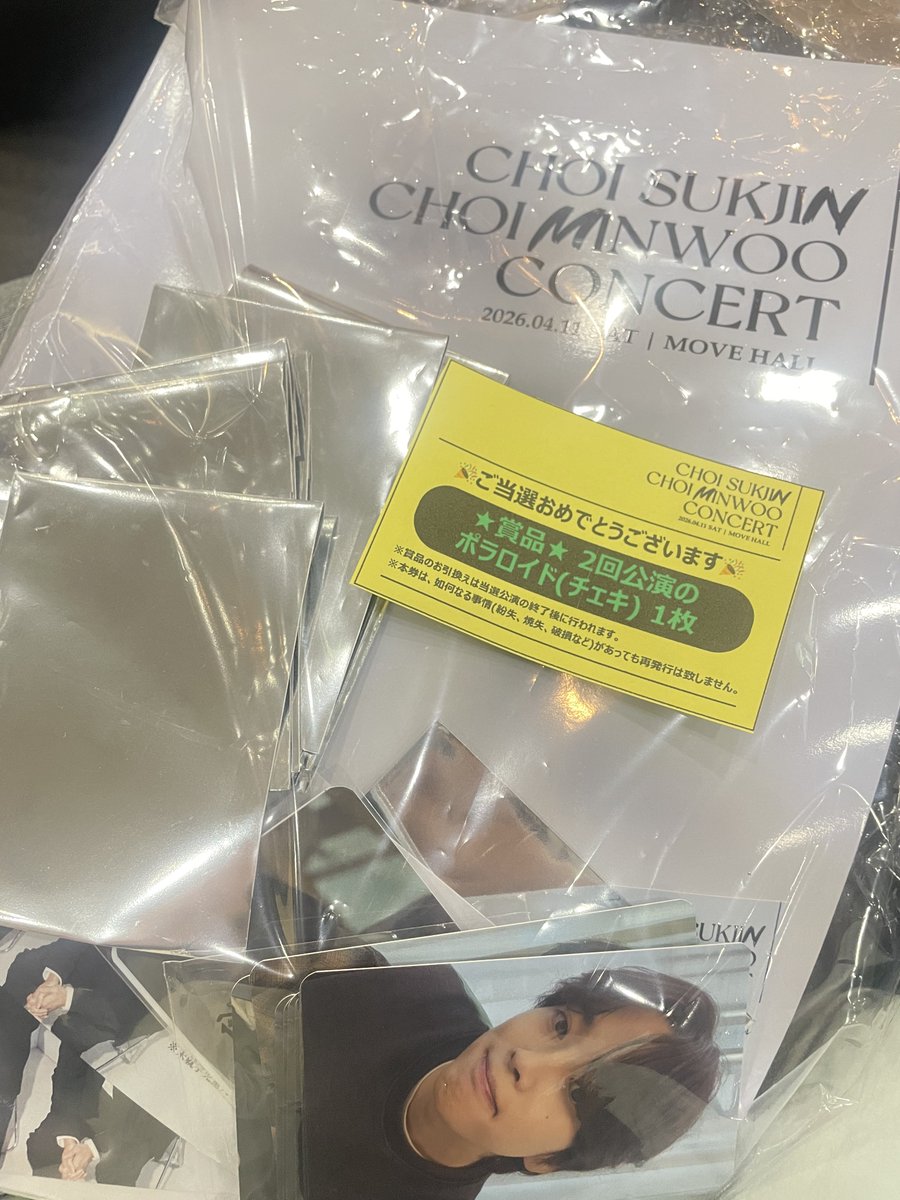 CHOI SUKJIN
CHOI MINWOO
CONCERT
2026.04.11 SAT | MOVE HALL
CHOI SUKJIN
CHOI MINWOO
CONCERT
2026.04.11 SAT | MOVE HALL
🎉ご当選おめでとうございます🎉
★賞品★ 2回公演の
ポラロイド(チェキ) 1枚
※賞品のお引換えは当選公演の終了後に行われます。
※本券は、如何なる事情(紛失、焼失、破損など)があっても再発行は致しません。
SUKJIN